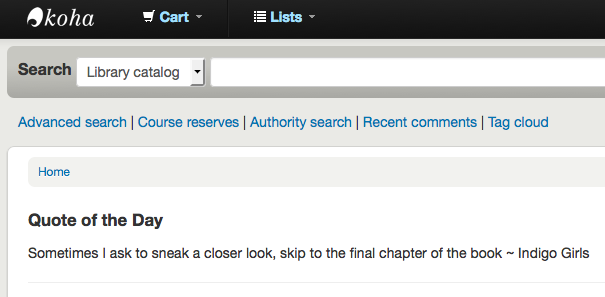 koha Cart Lists
Search Library catalog
Advanced search | Course reserves | Authority search | Recent comments | Tag cloud
Home
Quote of the Day
Sometimes I ask to sneak a closer look, skip to the final chapter of the book ~ Indigo Girls